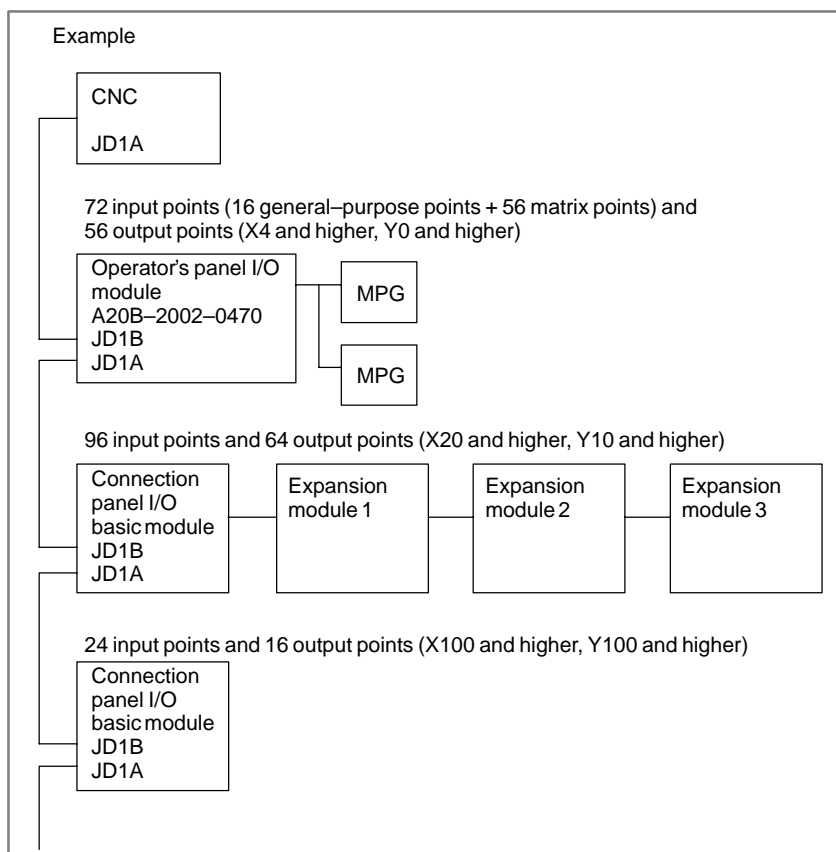 Example
CNC
JD1A
72 input points (16 general–purpose points + 56 matrix points) and
56 output points (X4 and higher, Y0 and higher)
Operator's panel I/O
module
A20B–2002–0470
JD1B
JD1A
MPG
MPG
96 input points and 64 output points (X20 and higher, Y10 and higher)
Connection
panel I/O
basic module
JD1B
JD1A
Expansion
module 1
Expansion
module 2
Expansion
module 3
24 input points and 16 output points (X100 and higher, Y100 and higher)
Connection
panel I/O
basic module
JD1B
JD1A